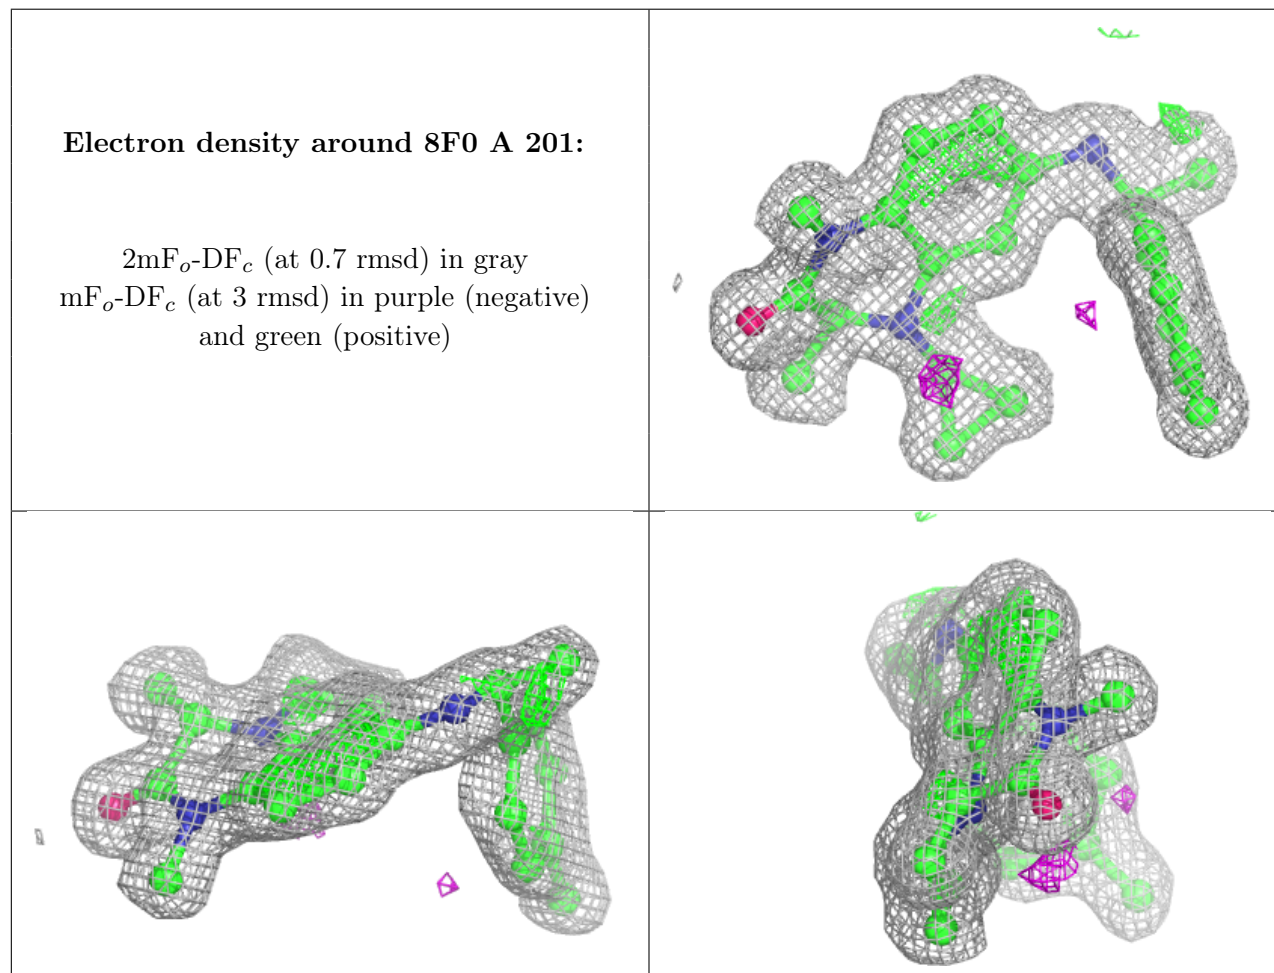 Electron density around 8F0 A 201:
2mFₒ-DF𝑐 (at 0.7 rmsd) in gray
mFₒ-DF𝑐 (at 3 rmsd) in purple (negative)
and green (positive)